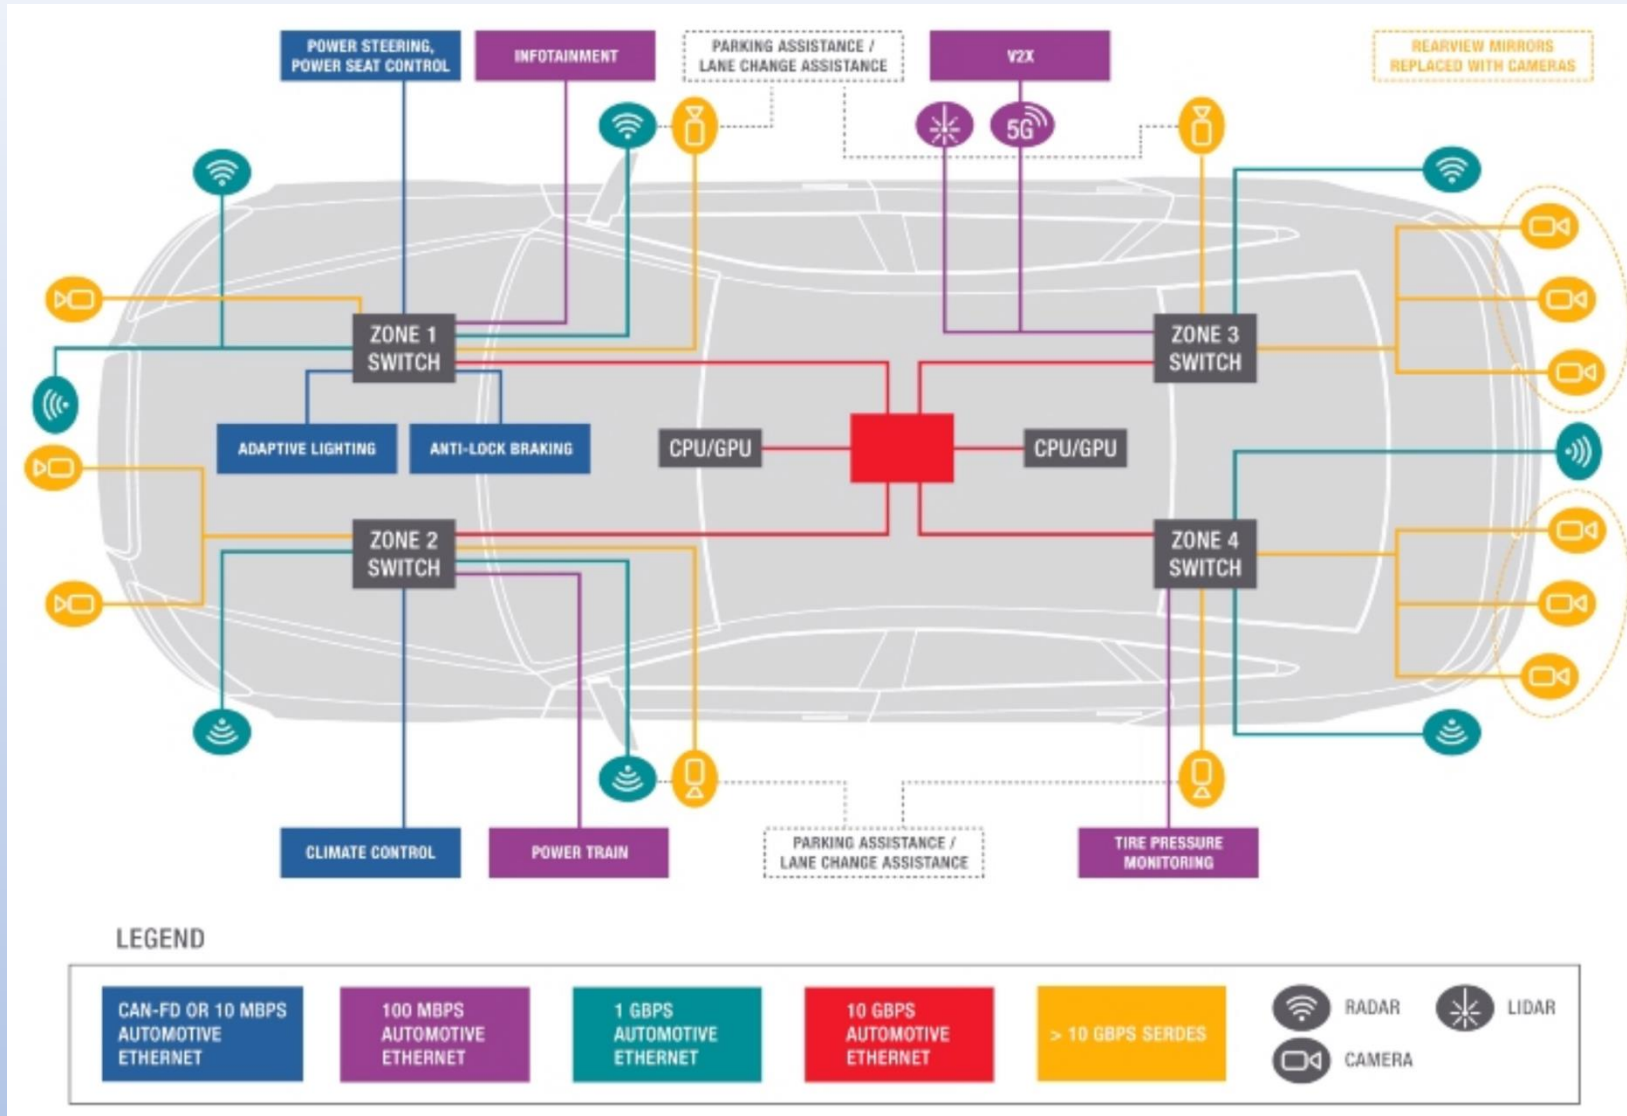 POWER STEERING,
POWER SEAT CONTROL
INFOTAINMENT
PARKING ASSISTANCE /
LANE CHANGE ASSISTANCE
V2X
REARVIEW MIRRORS
REPLACED WITH CAMERAS
5G
ZONE 1
SWITCH
ZONE 3
SWITCH
ADAPTIVE LIGHTING
ANTI-LOCK BRAKING
CPU/GPU
CPU/GPU
ZONE 2
SWITCH
ZONE 4
SWITCH
CLIMATE CONTROL
POWER TRAIN
PARKING ASSISTANCE /
LANE CHANGE ASSISTANCE
TIRE PRESSURE
MONITORING
LEGEND
CAN-FD OR 10 MBPS
AUTOMOTIVE
ETHERNET
100 MBPS
AUTOMOTIVE
ETHERNET
1 GBPS
AUTOMOTIVE
ETHERNET
10 GBPS
AUTOMOTIVE
ETHERNET
> 10 GBPS SERDES
RADAR
LIDAR
CAMERA